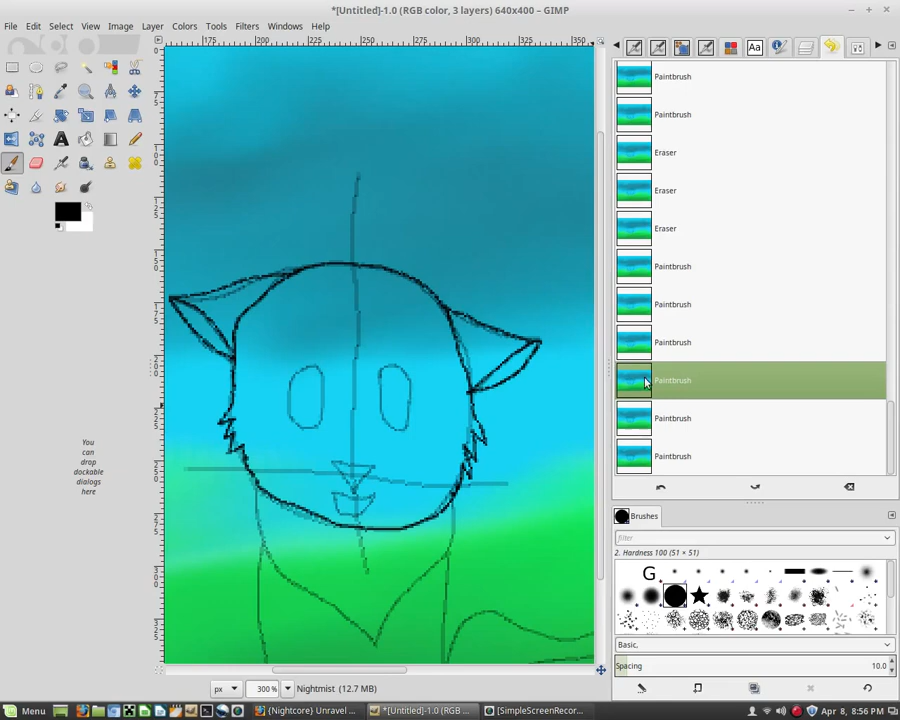 *[Untitled]-1.0 (RGB color, 3 layers) 640x400 – GIMP
File Edit Select View Image Layer Colors Tools Filters Windows Help
175 200 225 250 275 300 325 350
Aa
Paintbrush
Paintbrush
Eraser
Eraser
Eraser
Paintbrush
Paintbrush
Paintbrush
Paintbrush
Paintbrush
Paintbrush
You
can
drop
dockable
dialogs
here
Brushes
filter
2. Hardness 100 (51 × 51)
G
Basic,
Spacing 10.0
px 300 % Nightmist (12.7 MB)
Menu {Nightcore} Unravel ... *[Untitled]-1.0 (RGB ... [SimpleScreenRecor... Apr 8, 8:56 PM